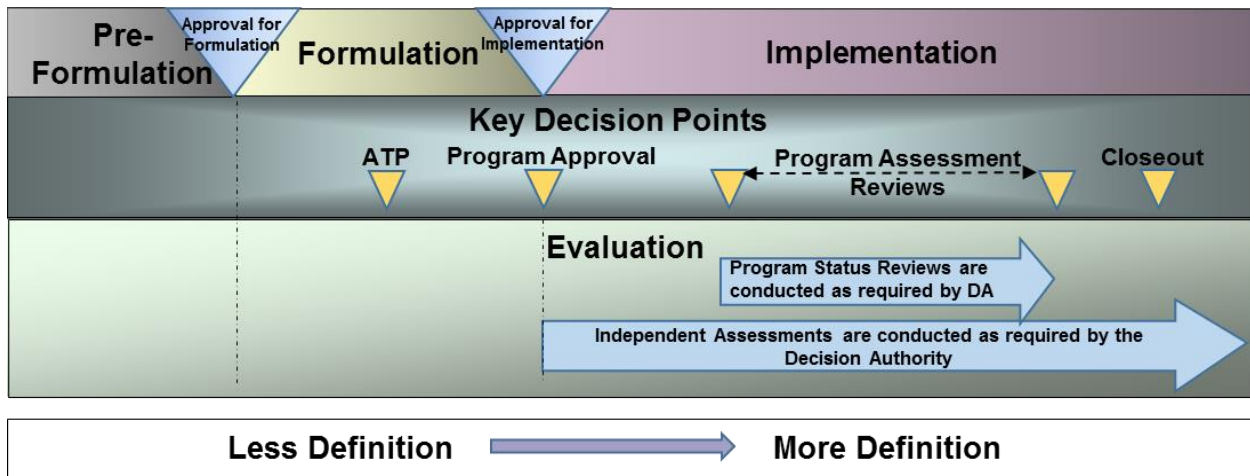 Pre-
Formulation
Approval for
Formulation
Formulation
Approval for
Implementation
Implementation
Key Decision Points
ATP
Program Approval
Program Assessment
Reviews
Closeout
Evaluation
Program Status Reviews are
conducted as required by DA
Independent Assessments are conducted as required by the
Decision Authority
Less Definition
More Definition